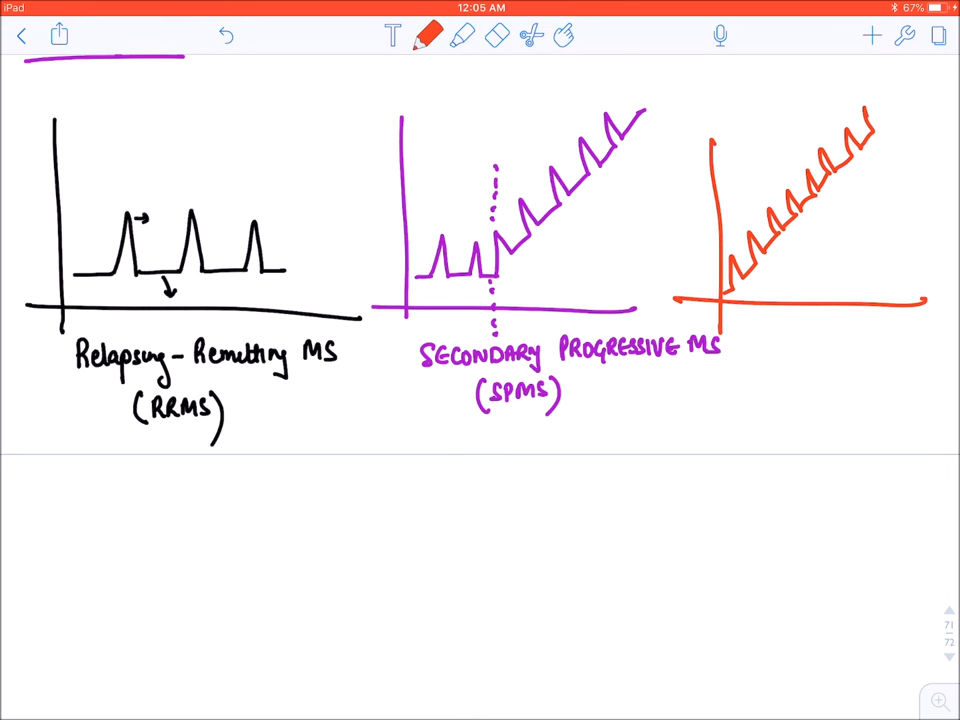 iPad
12:05 AM
67%
T
Relapsing - Remitting MS
(RRMS)
SECONDARY PROGRESSIVE MS
(SPMS)
71
72